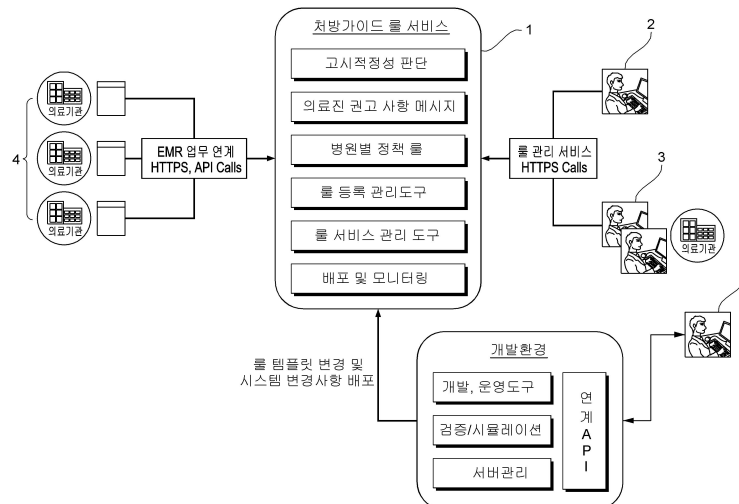 처방가이드 룰 서비스
1
고시적정성 판단
의료진 권고 사항 메시지
병원별 정책 룰
룰 등록 관리도구
룰 서비스 관리 도구
배포 및 모니터링
4
의료기관
의료기관
의료기관
EMR 업무 연계
HTTPS, API Calls
2
룰 관리 서비스
HTTPS Calls
3
의료기관
룰 템플릿 변경 및
시스템 변경사항 배포
개발환경
개발, 운영도구
검증/시뮬레이션
서버관리
연계API